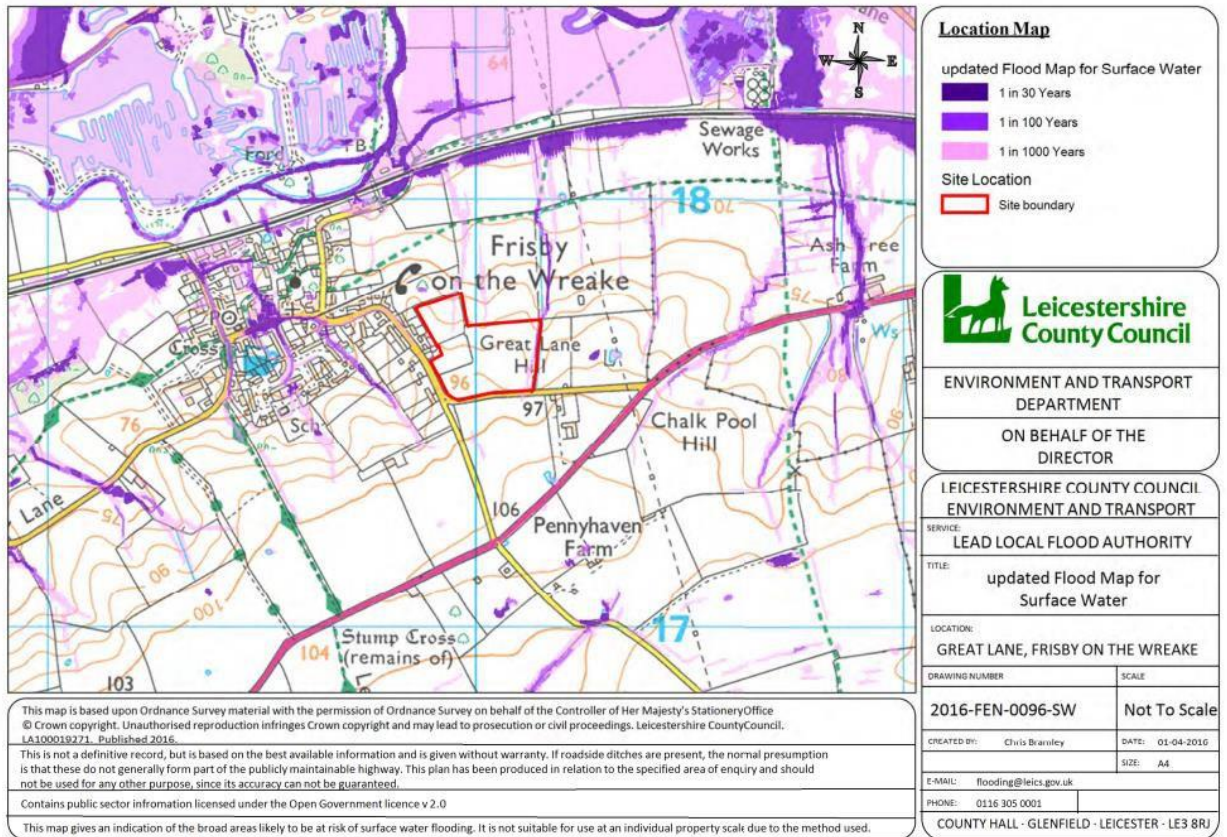 Lane
64
N
W E
S
Ford
FB
Sewage
Works
18
70
Frisby
on the Wreake
Ash Tree
Farm
75
Cross
Great Lane
Hill
Ws
96
97
80
90
76
Sch
Chalk Pool
Hill
Lane
75
106
Pennyhaven
Farm
90
100
17
Stump Cross
(remains of)
104
103
Location Map
updated Flood Map for Surface Water
1 in 30 Years
1 in 100 Years
1 in 1000 Years
Site Location
Site boundary
Leicestershire
County Council
ENVIRONMENT AND TRANSPORT
DEPARTMENT
ON BEHALF OF THE
DIRECTOR
LEICESTERSHIRE COUNTY COUNCIL
ENVIRONMENT AND TRANSPORT
SERVICE:
LEAD LOCAL FLOOD AUTHORITY
TITLE:
updated Flood Map for
Surface Water
LOCATION:
GREAT LANE, FRISBY ON THE WREAKE
DRAWING NUMBER
SCALE
2016-FEN-0096-SW
Not To Scale
CREATED BY: Chris Bramley
DATE: 01-04-2016
SIZE: A4
E-MAIL: flooding@leics.gov.uk
PHONE: 0116 305 0001
COUNTY HALL - GLENFIELD - LEICESTER - LE3 8RJ
This map is based upon Ordnance Survey material with the permission of Ordnance Survey on behalf of the Controller of Her Majesty's StationeryOffice
© Crown copyright. Unauthorised reproduction infringes Crown copyright and may lead to prosecution or civil proceedings. Leicestershire CountyCouncil.
LA100019271. Published 2016.
This is not a definitive record, but is based on the best available information and is given without warranty. If roadside ditches are present, the normal presumption
is that these do not generally form part of the publicly maintainable highway. This plan has been produced in relation to the specified area of enquiry and should
not be used for any other purpose, since its accuracy can not be guaranteed.
Contains public sector infromation licensed under the Open Government licence v 2.0
This map gives an indication of the broad areas likely to be at risk of surface water flooding. It is not suitable for use at an individual property scale due to the method used.